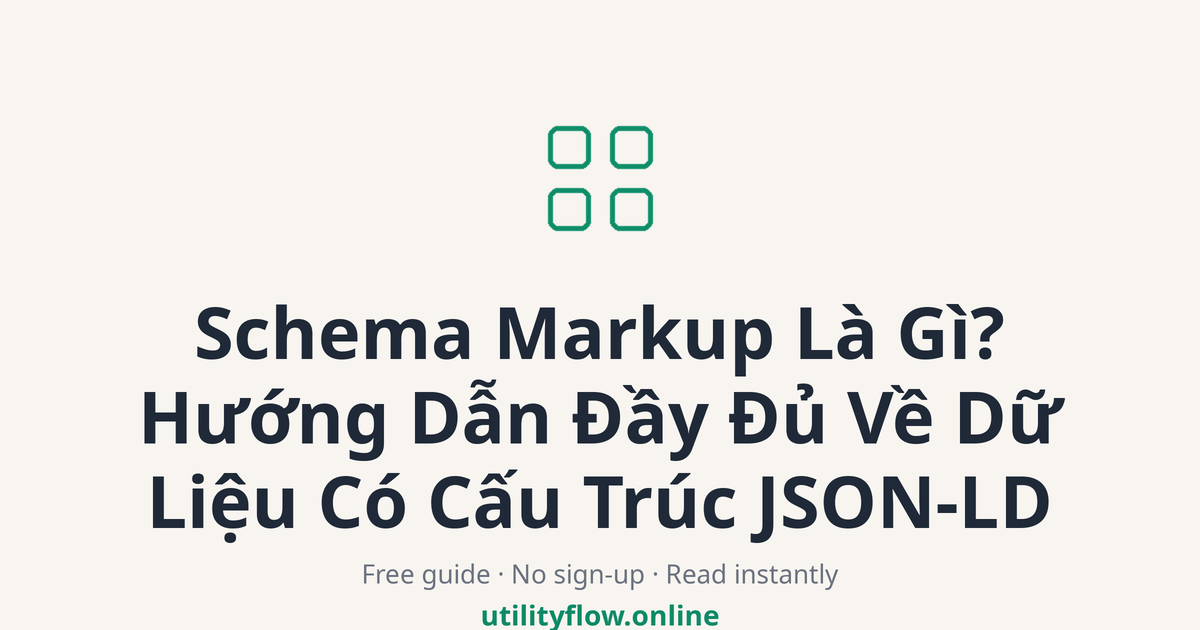 Schema Markup Là Gì?
Hướng Dẫn Đầy Đủ Về Dữ
Liệu Có Cấu Trúc JSON-LD
Free guide · No sign-up · Read instantly
utilityflow.online